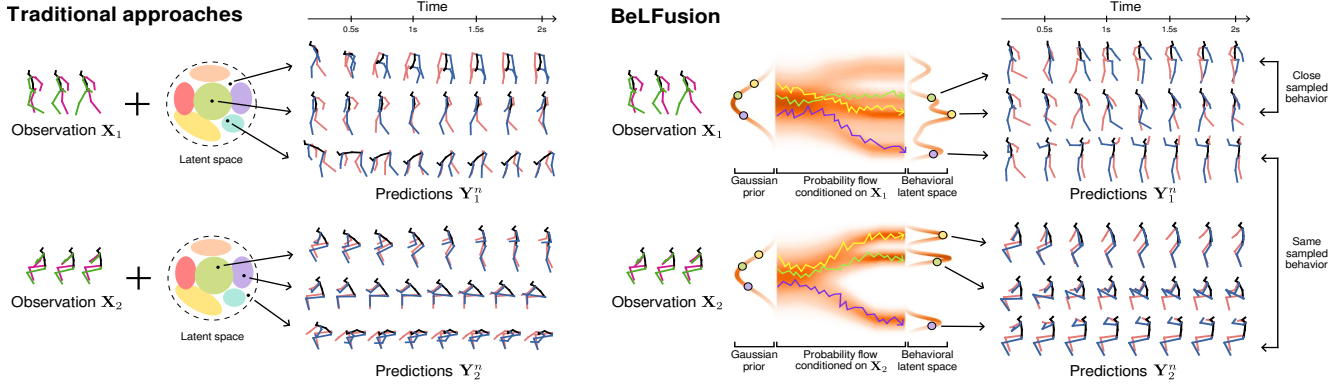 Traditional approaches
Time
0.5s 1s 1.5s 2s
Observation X₁
Latent space
Predictions Y₁ⁿ
Observation X₂
Latent space
Predictions Y₂ⁿ
BeLFusion
Time
0.5s 1s 1.5s 2s
Observation X₁
Gaussian prior
Probability flow conditioned on X₁
Behavioral latent space
Predictions Y₁ⁿ
Close sampled behavior
Observation X₂
Gaussian prior
Probability flow conditioned on X₂
Behavioral latent space
Predictions Y₂ⁿ
Same sampled behavior